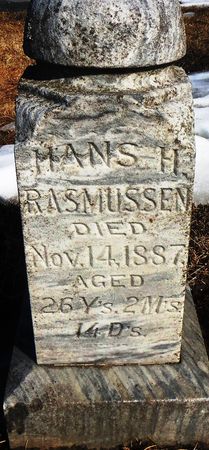 HANS H.
RASMUSSEN
DIED
Nov. 14, 1887
AGED
26 Y's. 2 M's
14 D's.